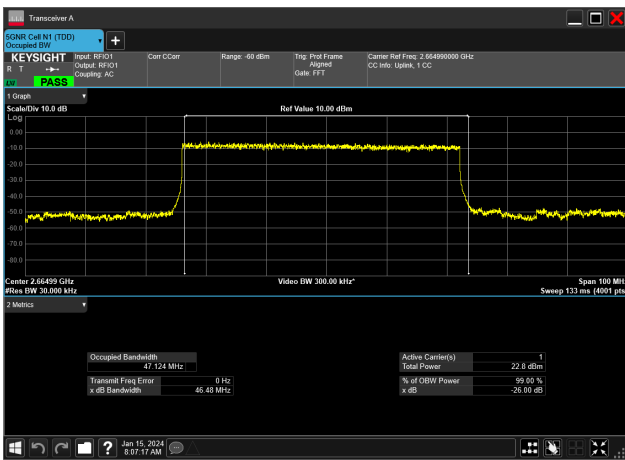 Transceiver A
5GNR Cell N1 (TDD)
Occupied BW
KEYSIGHT
R T
LV
PASS
Input: RFIO1
Output: RFIO1
Coupling: AC
Corr CCorr
Range: -60 dBm
Trig: Prot Frame
Aligned
Gate: FFT
Carrier Ref Freq: 2.664990000 GHz
CC Info: Uplink, 1 CC
1 Graph
Scale/Div 10.0 dB
Ref Value 10.00 dBm
Log
0.00
-10.0
-20.0
-30.0
-40.0
-50.0
-60.0
-70.0
-80.0
Center 2.66499 GHz
Video BW 300.00 kHz*
Span 100 MHz
#Res BW 30.000 kHz
Sweep 133 ms (4001 pts
2 Metrics
Occupied Bandwidth
47.124 MHz
Transmit Freq Error 0 Hz
x dB Bandwidth 46.48 MHz
Active Carrier(s) 1
Total Power 22.8 dBm
% of OBW Power 99.00 %
x dB -26.00 dB
Jan 15, 2024
8:07:17 AM